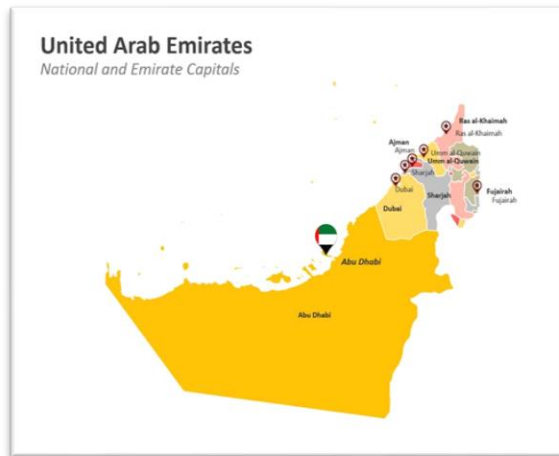 United Arab Emirates
National and Emirate Capitals
Ras al-Khaimah
Ras al-Khaimah
Ajman
Ajman
Umm al-Quwain
Umm al-Quwain
Sharjah
Dubai
Sharjah
Fujairah
Fujairah
Dubai
Abu Dhabi
Abu Dhabi